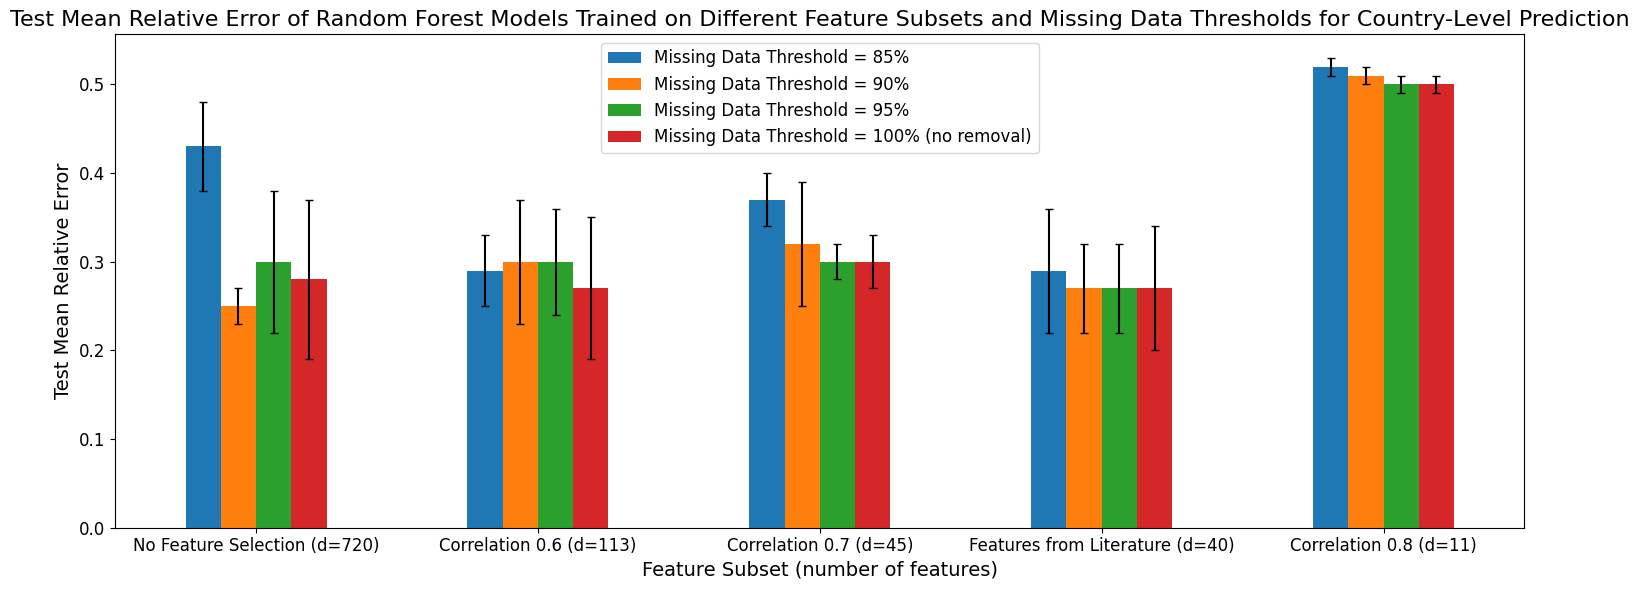 Test Mean Relative Error of Random Forest Models Trained on Different Feature Subsets and Missing Data Thresholds for Country-Level Prediction
Missing Data Threshold = 85%
Missing Data Threshold = 90%
Missing Data Threshold = 95%
Missing Data Threshold = 100% (no removal)
Test Mean Relative Error
0.5
0.4
0.3
0.2
0.1
0.0
No Feature Selection (d=720)
Correlation 0.6 (d=113)
Correlation 0.7 (d=45)
Features from Literature (d=40)
Correlation 0.8 (d=11)
Feature Subset (number of features)